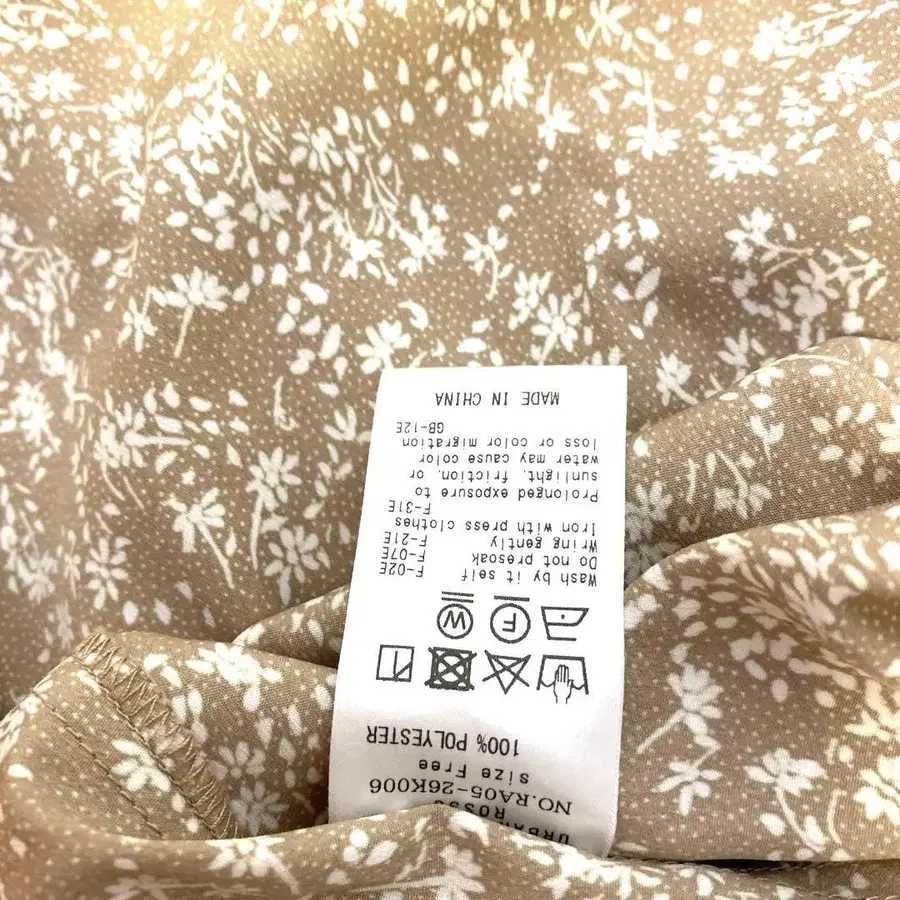 URBAN
ROSSO
NO.RA05-26K006
size Free
100% POLYESTER
F
W
Wash by it self F-02E
Do not presoak F-07E
Wring gently F-21E
Iron with press clothes
F-31E
Prolonged exposure to
sunlight, friction, or
water may cause color
loss or color migration
GB-12E
MADE IN CHINA